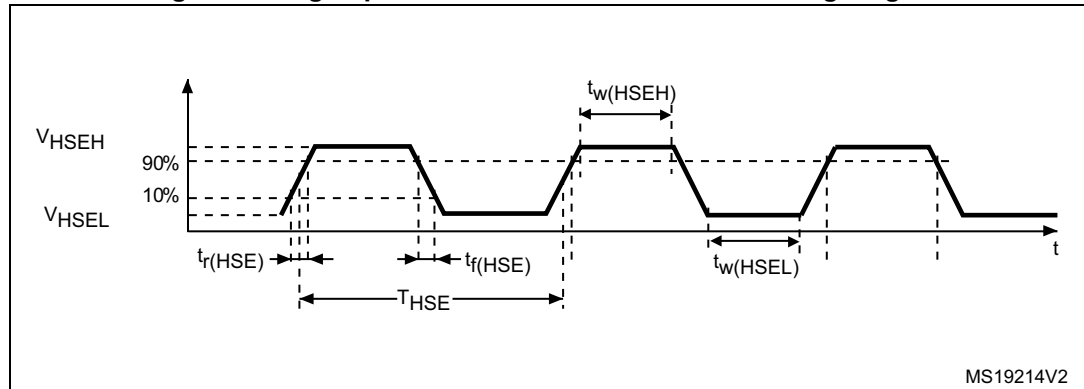 tw(HSEH)
VHSEH
90%
10%
VHSEL
t
tr(HSE)
tf(HSE)
tw(HSEL)
THSE
MS19214V2